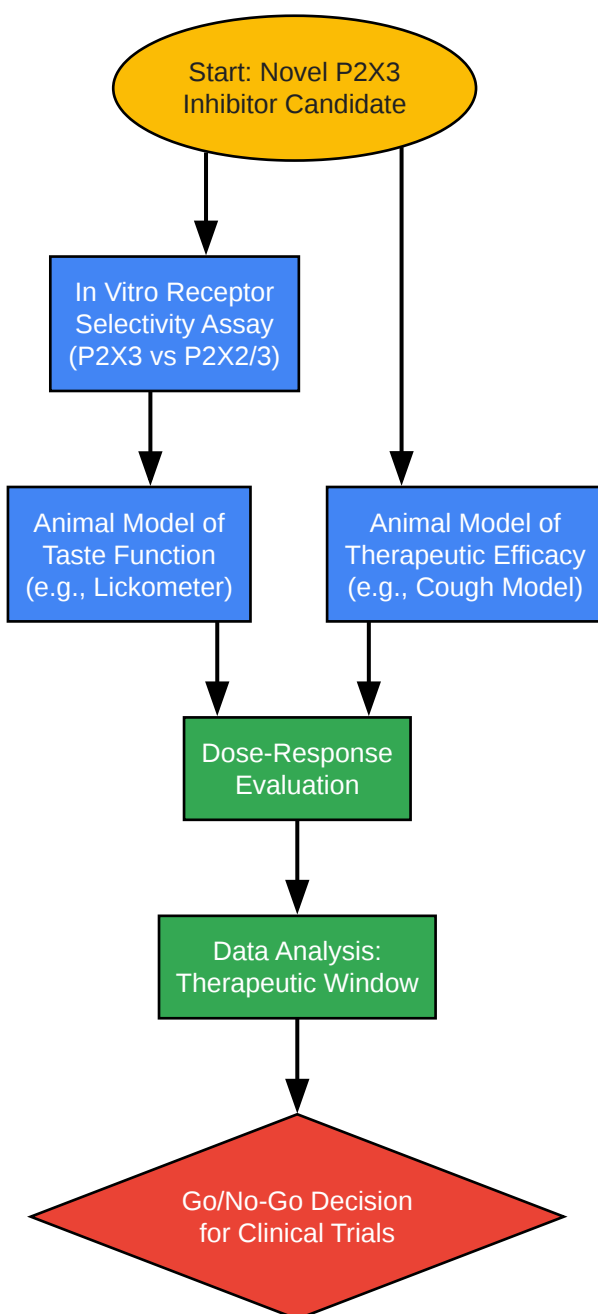 Start: Novel P2X3
Inhibitor Candidate
In Vitro Receptor
Selectivity Assay
(P2X3 vs P2X2/3)
Animal Model of
Taste Function
(e.g., Lickometer)
Animal Model of
Therapeutic Efficacy
(e.g., Cough Model)
Dose-Response
Evaluation
Data Analysis:
Therapeutic Window
Go/No-Go Decision
for Clinical Trials